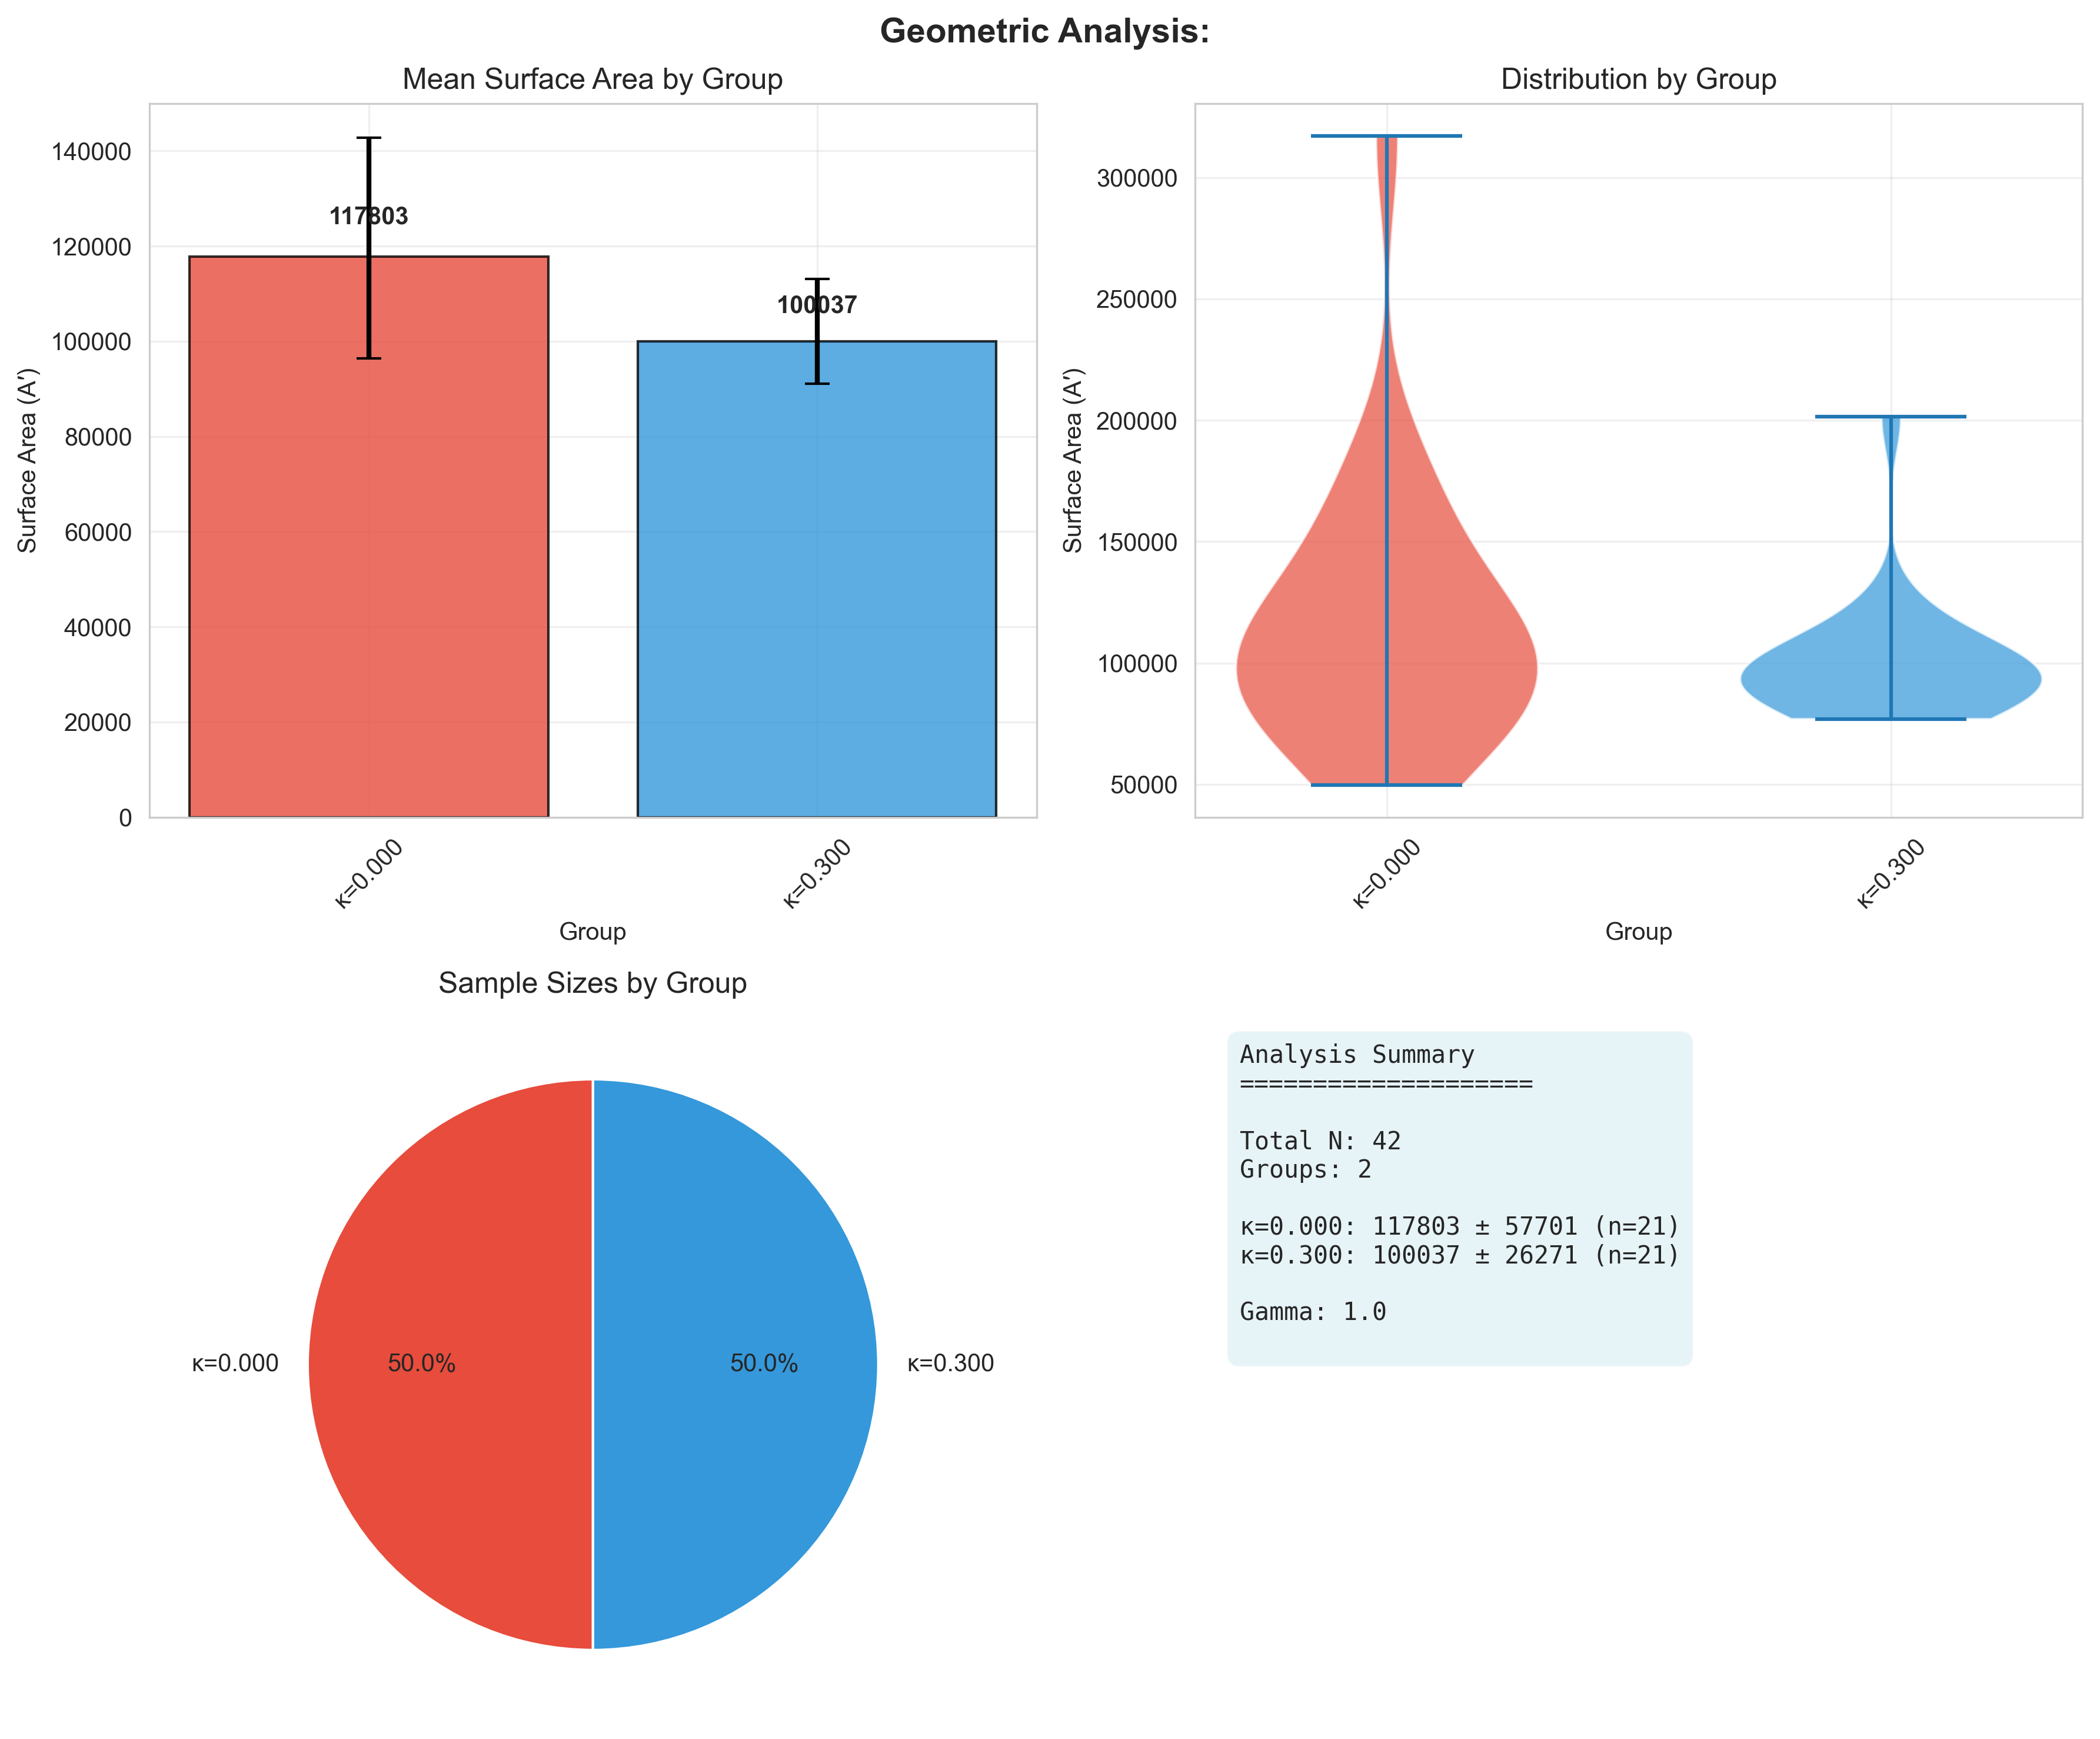 Geometric Analysis:
Mean Surface Area by Group
Surface Area (A')
140000
120000
100000
80000
60000
40000
20000
0
117803
100037
κ=0.000
κ=0.300
Group
Distribution by Group
Surface Area (A')
300000
250000
200000
150000
100000
50000
κ=0.000
κ=0.300
Group
Sample Sizes by Group
κ=0.000
50.0%
50.0%
κ=0.300
Analysis Summary
====================
Total N: 42
Groups: 2
κ=0.000: 117803 ± 57701 (n=21)
κ=0.300: 100037 ± 26271 (n=21)
Gamma: 1.0